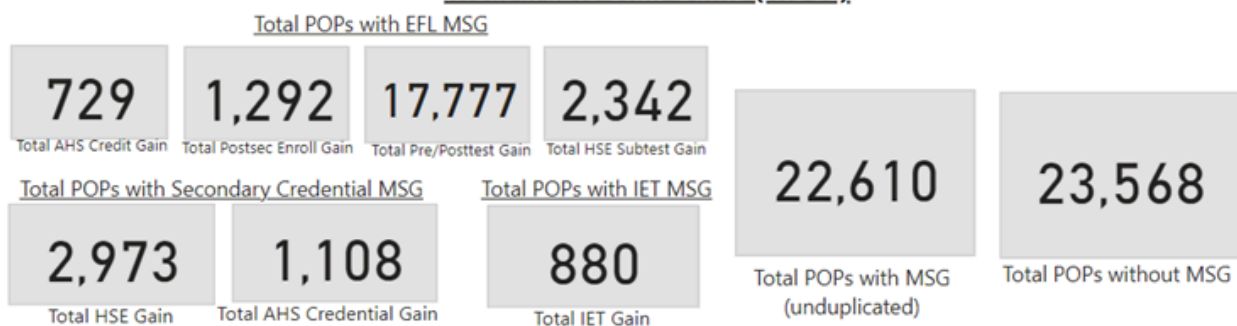 Total POPs with EFL MSG
729
Total AHS Credit Gain
1,292
Total Postsec Enroll Gain
17,777
Total Pre/Posttest Gain
2,342
Total HSE Subtest Gain
Total POPs with Secondary Credential MSG
2,973
Total HSE Gain
1,108
Total AHS Credential Gain
Total POPs with IET MSG
880
Total IET Gain
22,610
Total POPs with MSG
(unduplicated)
23,568
Total POPs without MSG